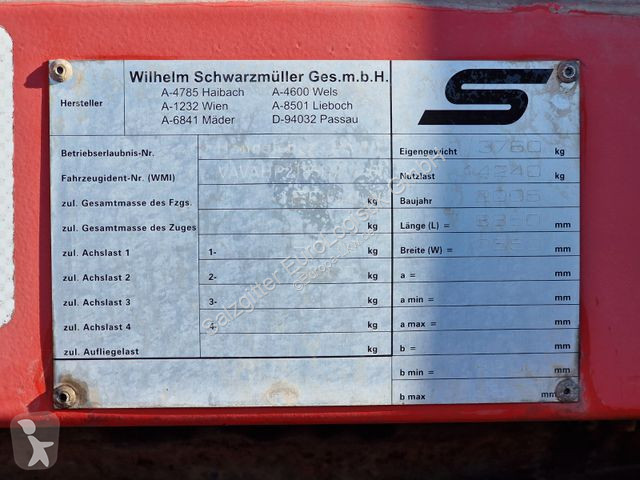 Wilhelm Schwarzmüller Ges.m.b.H.
Hersteller
A-4785 Haibach A-4600 Wels
A-1232 Wien A-8501 Lieboch
A-6841 Mäder D-94032 Passau
Betriebserlaubnis-Nr.
Fahrzeugident-Nr. (WMI)
zul. Gesamtmasse des Fzgs. kg
zul. Gesamtmasse des Zuges kg
zul. Achslast 1 1- kg
zul. Achslast 2 2- kg
zul. Achslast 3 3- kg
zul. Achslast 4 4- kg
zul. Aufliegelast kg
Eigengewicht kg
Nutzlast kg
Baujahr
Länge (L) = mm
Breite (W) = mm
a = mm
a min = mm
a max = mm
b = mm
b min = mm
b max mm